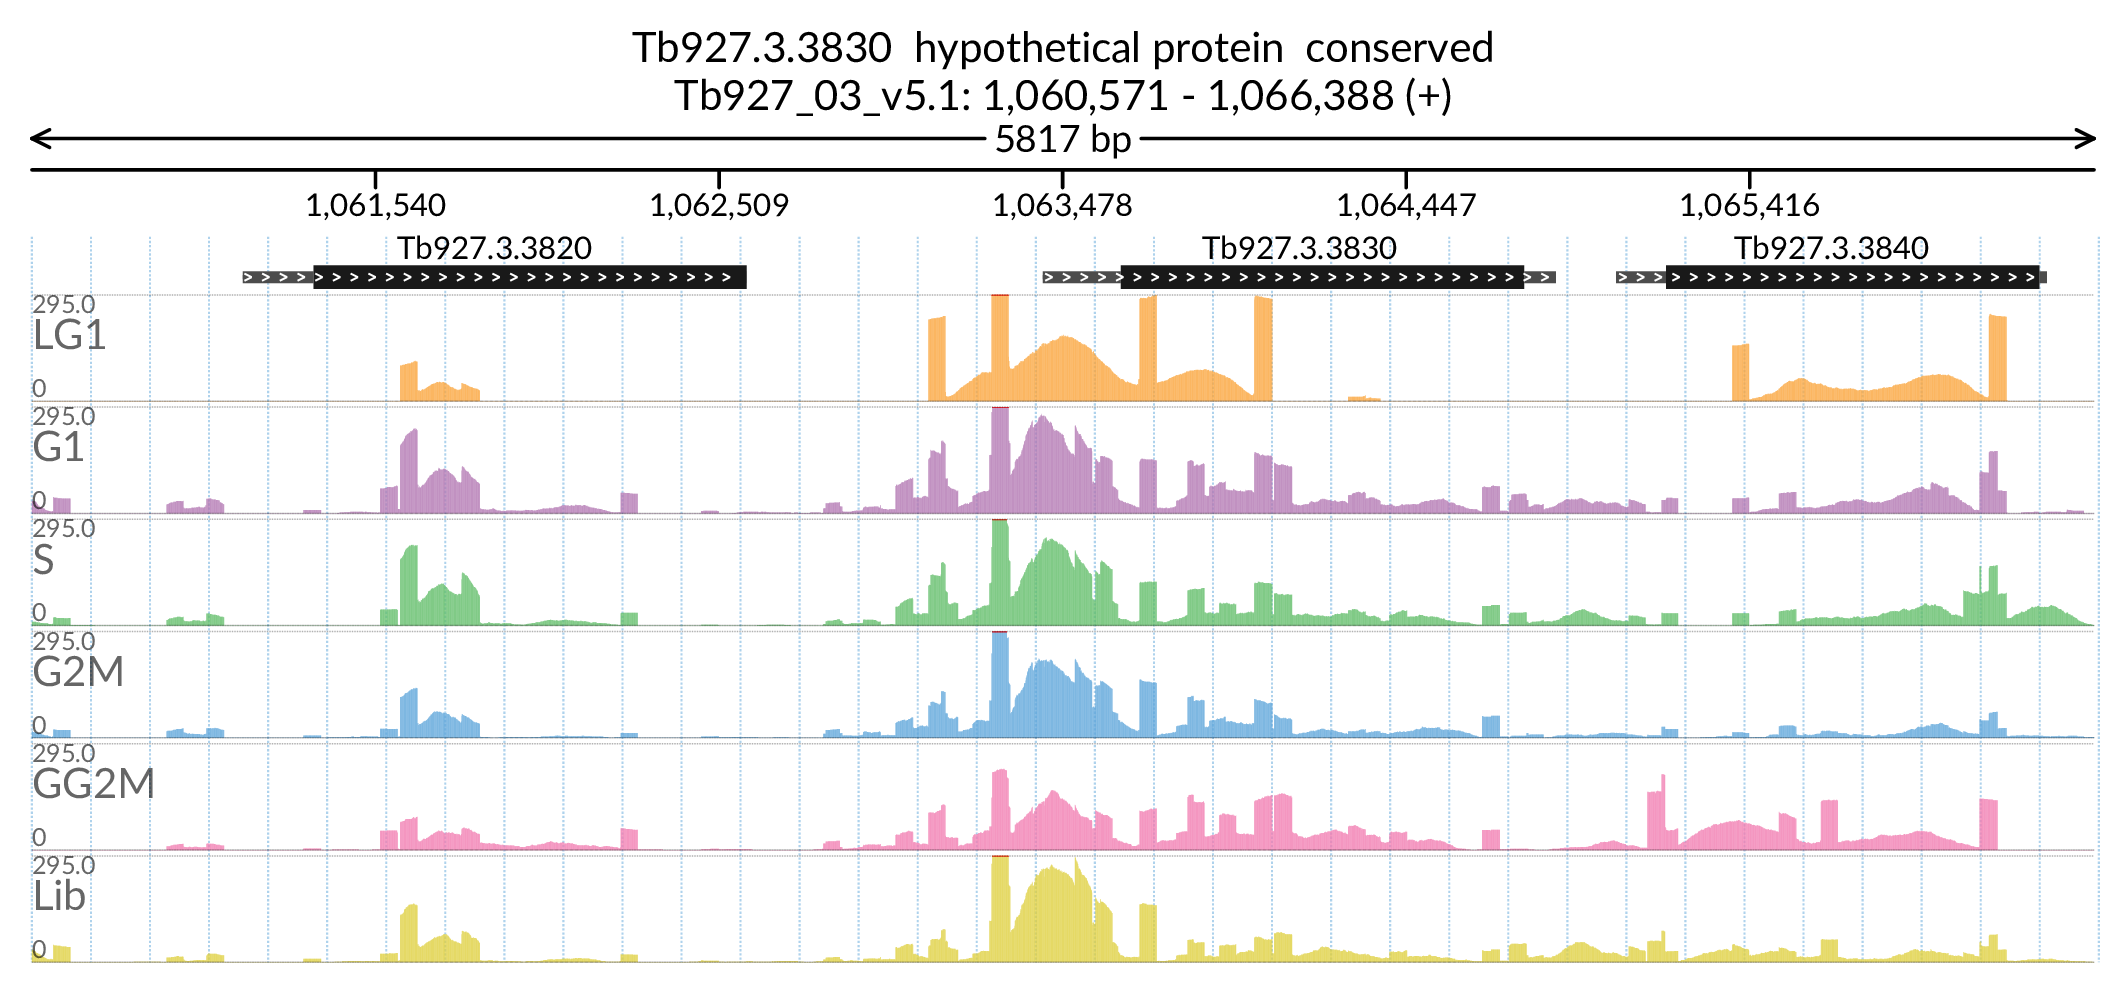 Tb927.3.3830 hypothetical protein conserved
Tb927_03_v5.1: 1,060,571 - 1,066,388 (+)
5817 bp
1,061,540 1,062,509 1,063,478 1,064,447 1,065,416
Tb927.3.3820 Tb927.3.3830 Tb927.3.3840
295.0
LG1
0
295.0
G1
0
295.0
S
0
295.0
G2M
0
295.0
GG2M
0
295.0
Lib
0